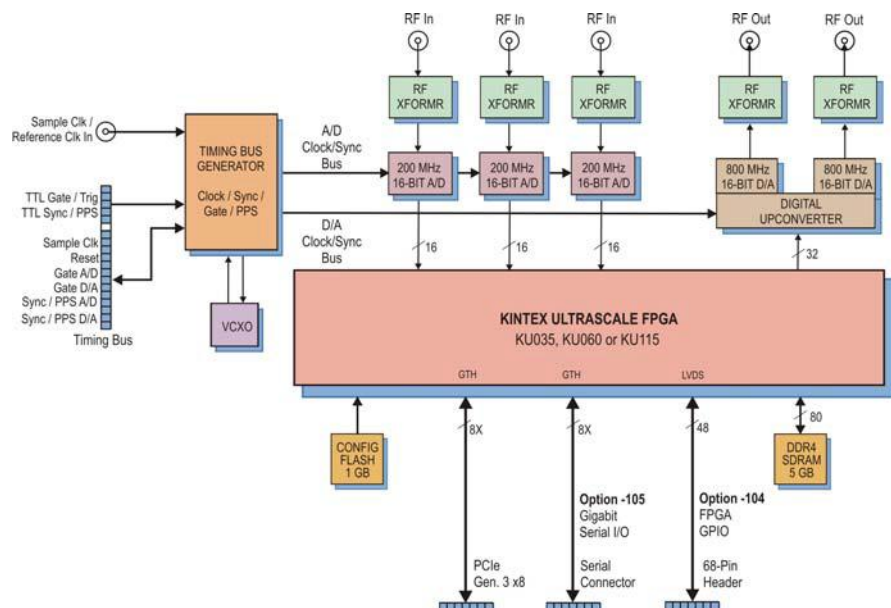 RF In
RF In
RF In
RF Out
RF Out
RF
XFORMR
RF
XFORMR
RF
XFORMR
RF
XFORMR
RF
XFORMR
Sample Clk /
Reference Clk In
TIMING BUS
GENERATOR
Clock / Sync /
Gate / PPS
A/D
Clock/Sync
Bus
200 MHz
16-BIT A/D
200 MHz
16-BIT A/D
200 MHz
16-BIT A/D
800 MHz
16-BIT D/A
800 MHz
16-BIT D/A
DIGITAL
UPCONVERTER
TTL Gate / Trig
TTL Sync / PPS
Sample Clk
Reset
Gate A/D
Gate D/A
Sync / PPS A/D
Sync / PPS D/A
Timing Bus
D/A
Clock/Sync
Bus
16
16
16
32
VCXO
KINTEX ULTRASCALE FPGA
KU035, KU060 or KU115
GTH
GTH
LVDS
8X
8X
48
80
CONFIG
FLASH
1 GB
DDR4
SDRAM
5 GB
Option -105
Gigabit
Serial I/O
Option -104
FPGA
GPIO
PCIe
Gen. 3 x8
Serial
Connector
68-Pin
Header